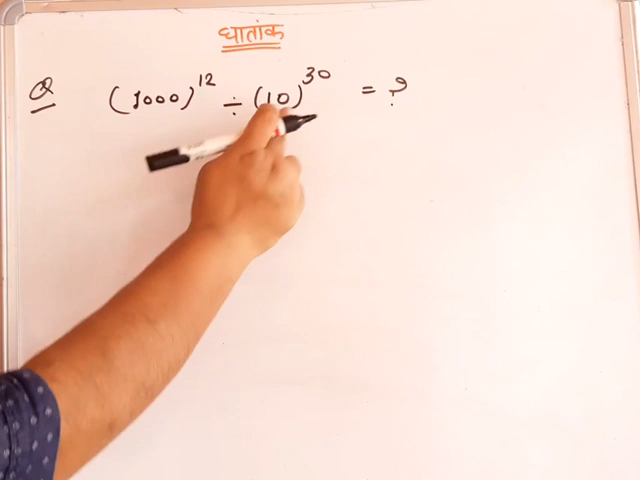 घातांक
Q (1000)^12 ÷ (10)^30 = ?